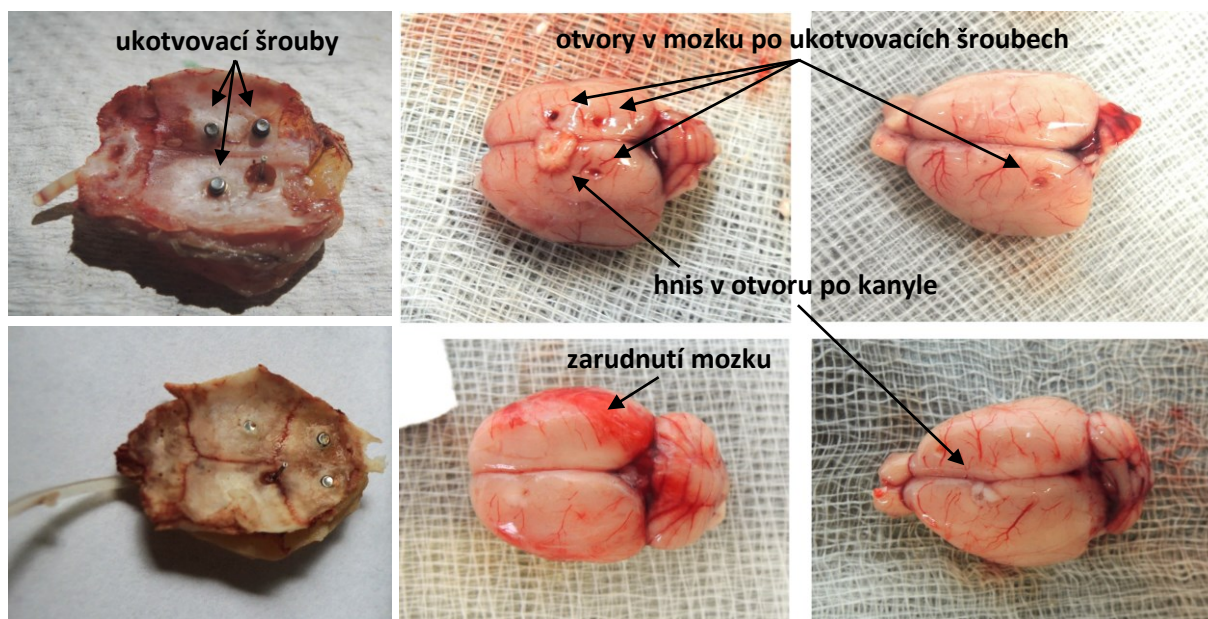 ukotvovací šrouby
otvory v mozku po ukotvovacích šroubech
hnis v otvoru po kanyle
zarudnutí mozku